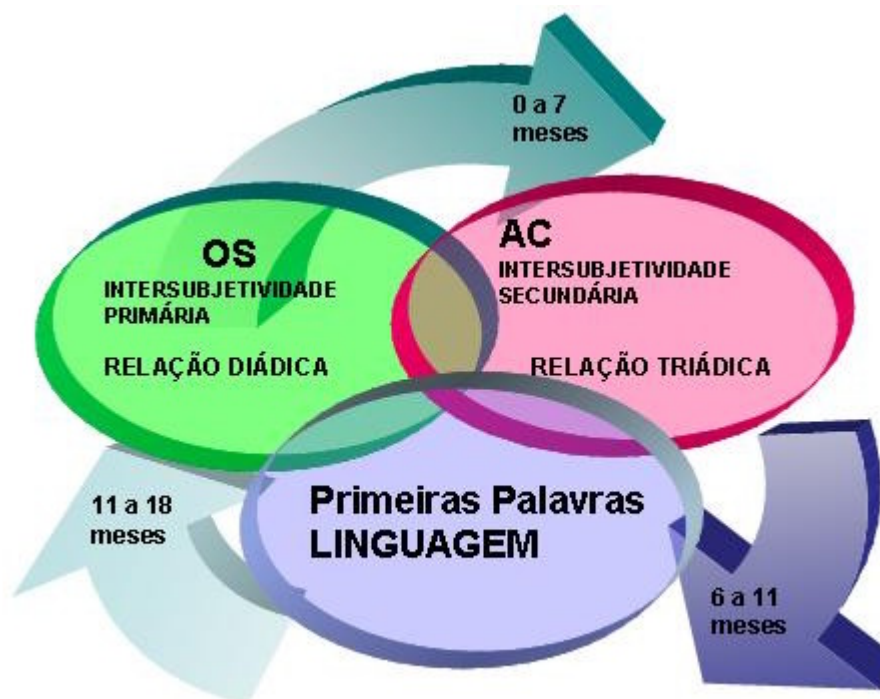 0 a 7
meses
OS
INTERSUBJETIVIDADE
PRIMÁRIA
RELAÇÃO DIÁDICA
AC
INTERSUBJETIVIDADE
SECUNDÁRIA
RELAÇÃO TRIÁDICA
Primeiras Palavras
LINGUAGEM
11 a 18
meses
6 a 11
meses